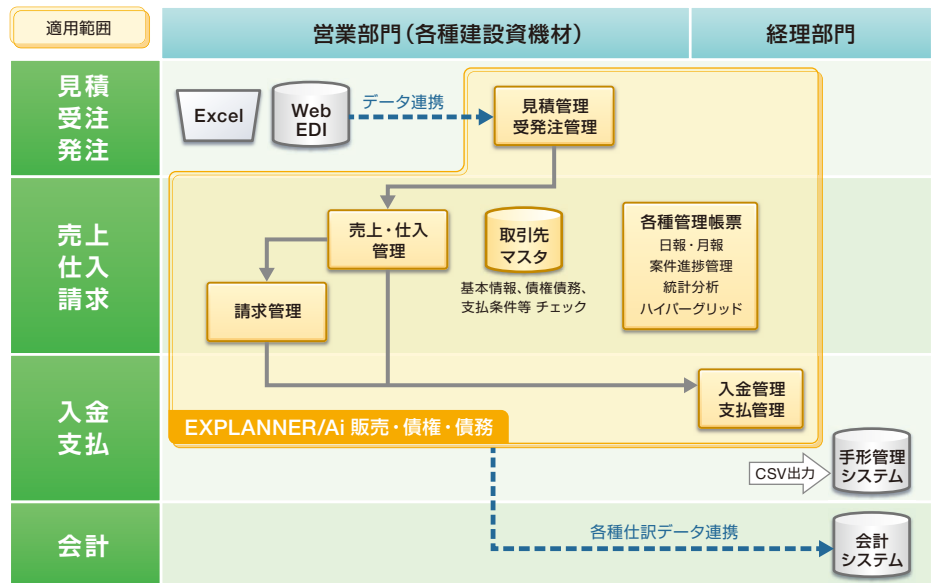 適用範囲
営業部門（各種建設資機材）
経理部門
見積
受注
発注
Excel
Web
EDI
データ連携
見積管理
受発注管理
売上
仕入
請求
売上・仕入
管理
請求管理
取引先
マスタ
基本情報、債権債務、
支払条件等 チェック
各種管理帳票
日報・月報
案件進捗管理
統計分析
ハイパーグリッド
入金
支払
入金管理
支払管理
EXPLANNER/Ai 販売・債権・債務
CSV出力
手形管理
システム
会計
各種仕訳データ連携
会計
システム